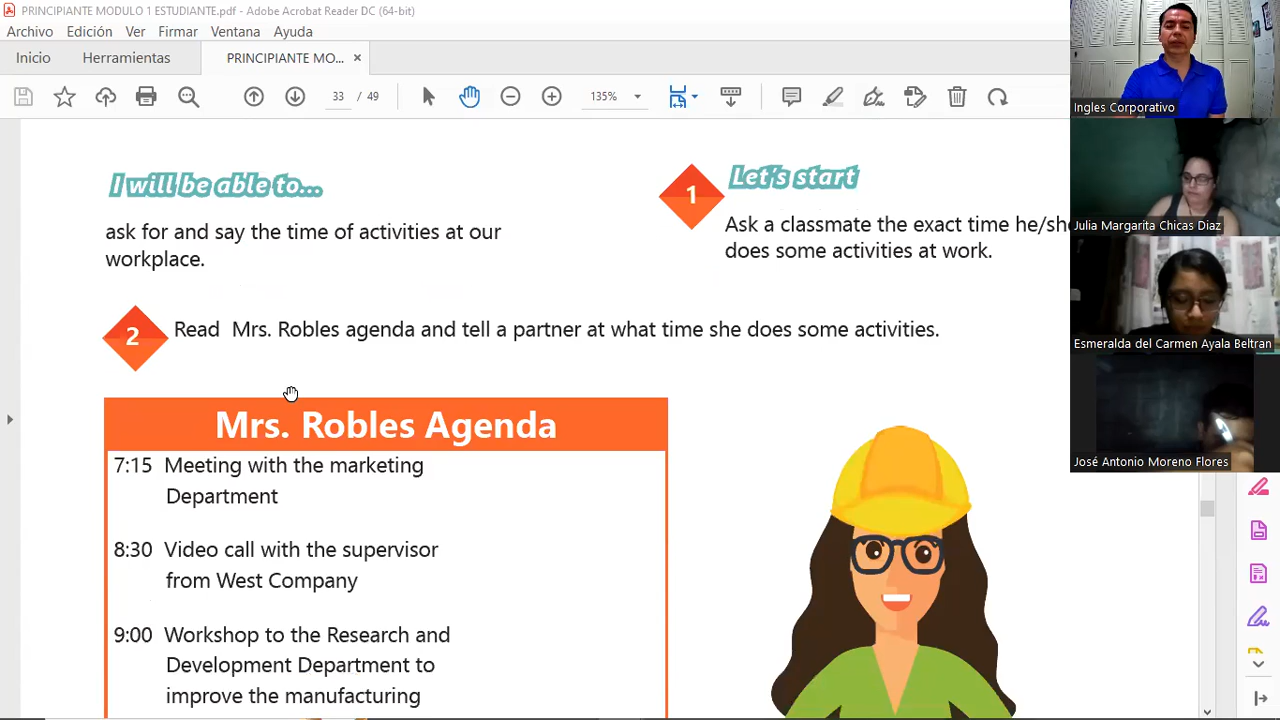 PRINCIPIANTE MODULO 1 ESTUDIANTE.pdf - Adobe Acrobat Reader DC (64-bit)
Archivo Edición Ver Firmar Ventana Ayuda
Inicio Herramientas PRINCIPIANTE MO... ×
33 / 49 135%
I will be able to...
ask for and say the time of activities at our
workplace.
1 Let's start
Ask a classmate the exact time he/she
does some activities at work.
2 Read Mrs. Robles agenda and tell a partner at what time she does some activities.
Mrs. Robles Agenda
7:15 Meeting with the marketing
Department
8:30 Video call with the supervisor
from West Company
9:00 Workshop to the Research and
Development Department to
improve the manufacturing
Ingles Corporativo
Julia Margarita Chicas Diaz
Esmeralda del Carmen Ayala Beltran
José Antonio Moreno Flores